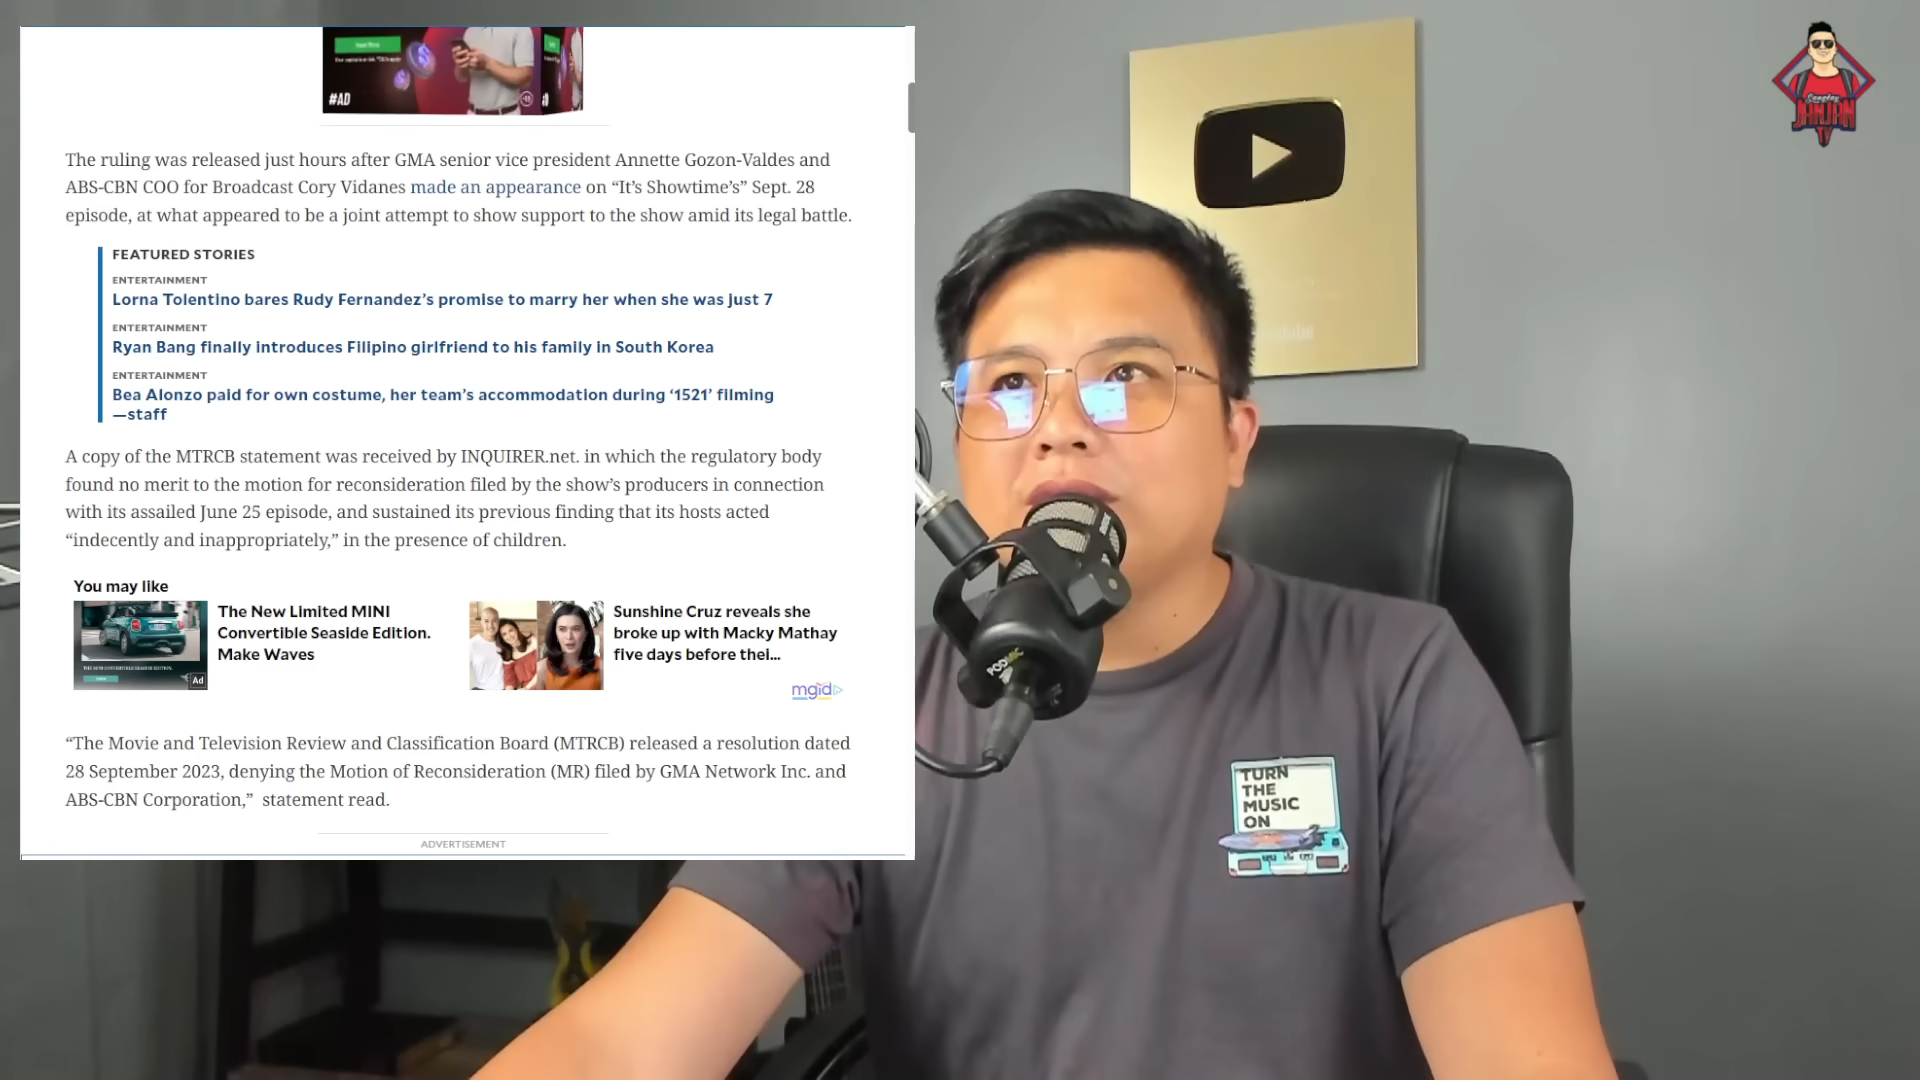 #AD
The ruling was released just hours after GMA senior vice president Annette Gozon-Valdes and
ABS-CBN COO for Broadcast Cory Vidanes made an appearance on “It’s Showtime’s” Sept. 28
episode, at what appeared to be a joint attempt to show support to the show amid its legal battle.
FEATURED STORIES
ENTERTAINMENT
Lorna Tolentino bares Rudy Fernandez’s promise to marry her when she was just 7
ENTERTAINMENT
Ryan Bang finally introduces Filipino girlfriend to his family in South Korea
ENTERTAINMENT
Bea Alonzo paid for own costume, her team’s accommodation during ‘1521’ filming
—staff
A copy of the MTRCB statement was received by INQUIRER.net. in which the regulatory body
found no merit to the motion for reconsideration filed by the show’s producers in connection
with its assailed June 25 episode, and sustained its previous finding that its hosts acted
“indecently and inappropriately,” in the presence of children.
You may like
The New Limited MINI
Convertible Seaside Edition.
Make Waves
Ad
Sunshine Cruz reveals she
broke up with Macky Mathay
five days before thei...
mgid
“The Movie and Television Review and Classification Board (MTRCB) released a resolution dated
28 September 2023, denying the Motion of Reconsideration (MR) filed by GMA Network Inc. and
ABS-CBN Corporation,” statement read.
ADVERTISEMENT
JANJAN
TV
PODMIC
TURN
THE
MUSIC
ON